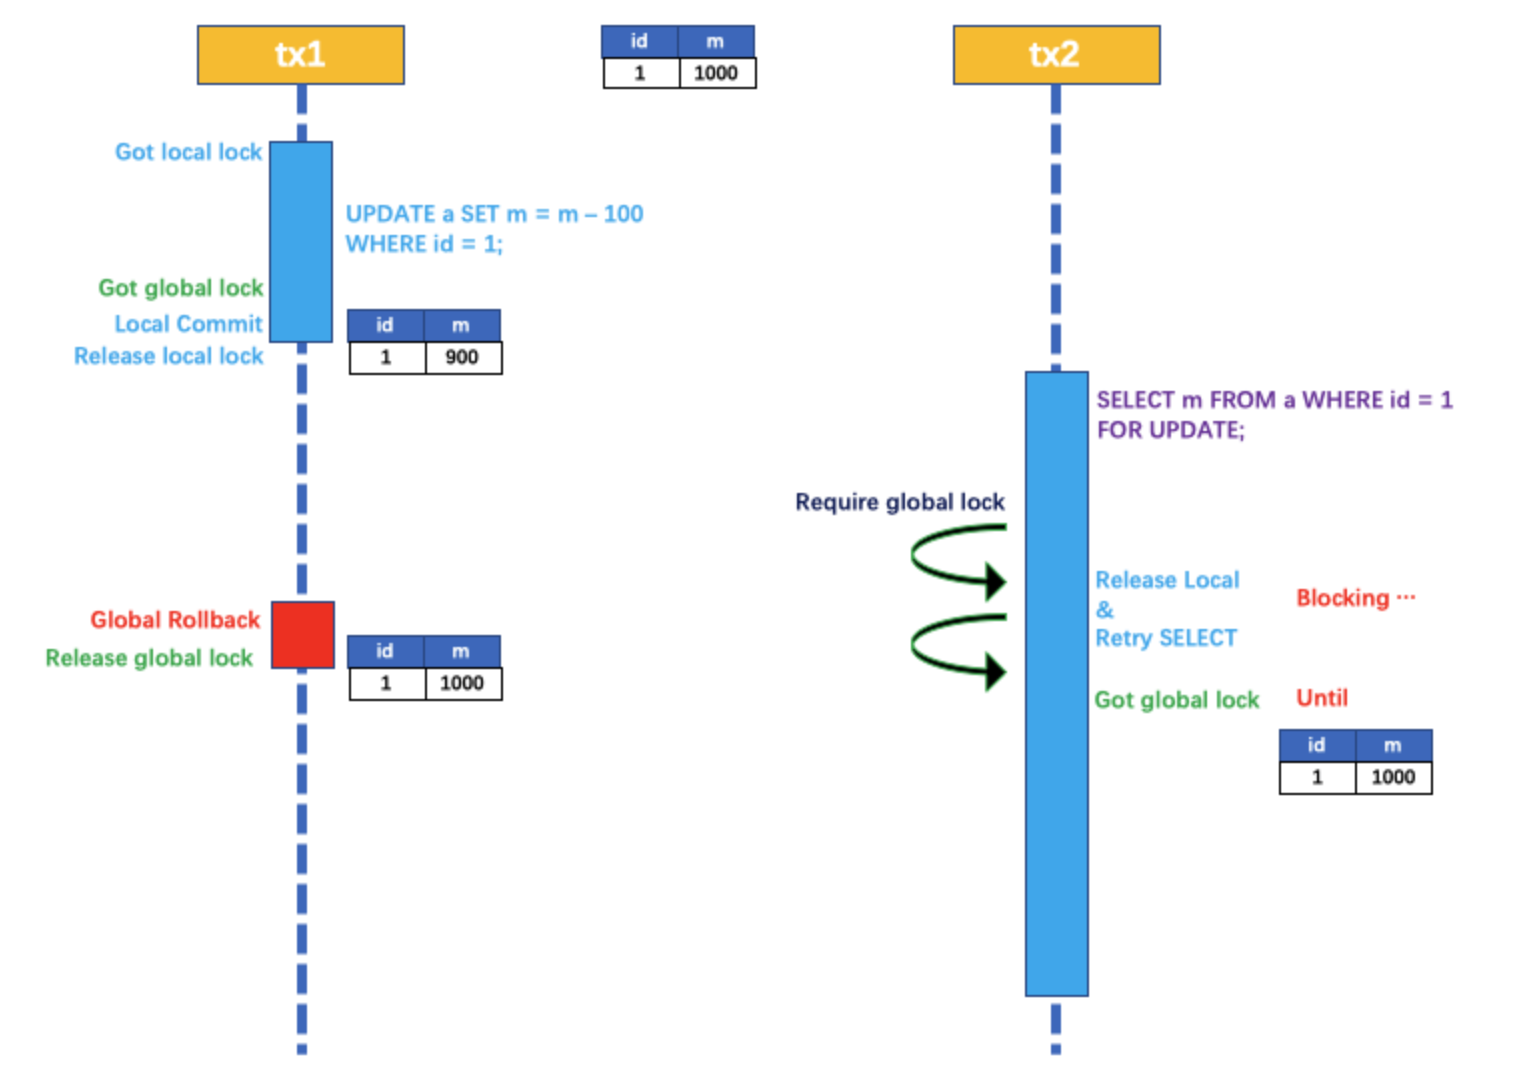 tx1
id m
1 1000
tx2
Got local lock
UPDATE a SET m = m – 100
WHERE id = 1;
Got global lock
Local Commit
Release local lock
id m
1 900
SELECT m FROM a WHERE id = 1
FOR UPDATE;
Require global lock
Release Local
&
Retry SELECT
Blocking ···
Global Rollback
Release global lock
id m
1 1000
Got global lock
Until
id m
1 1000